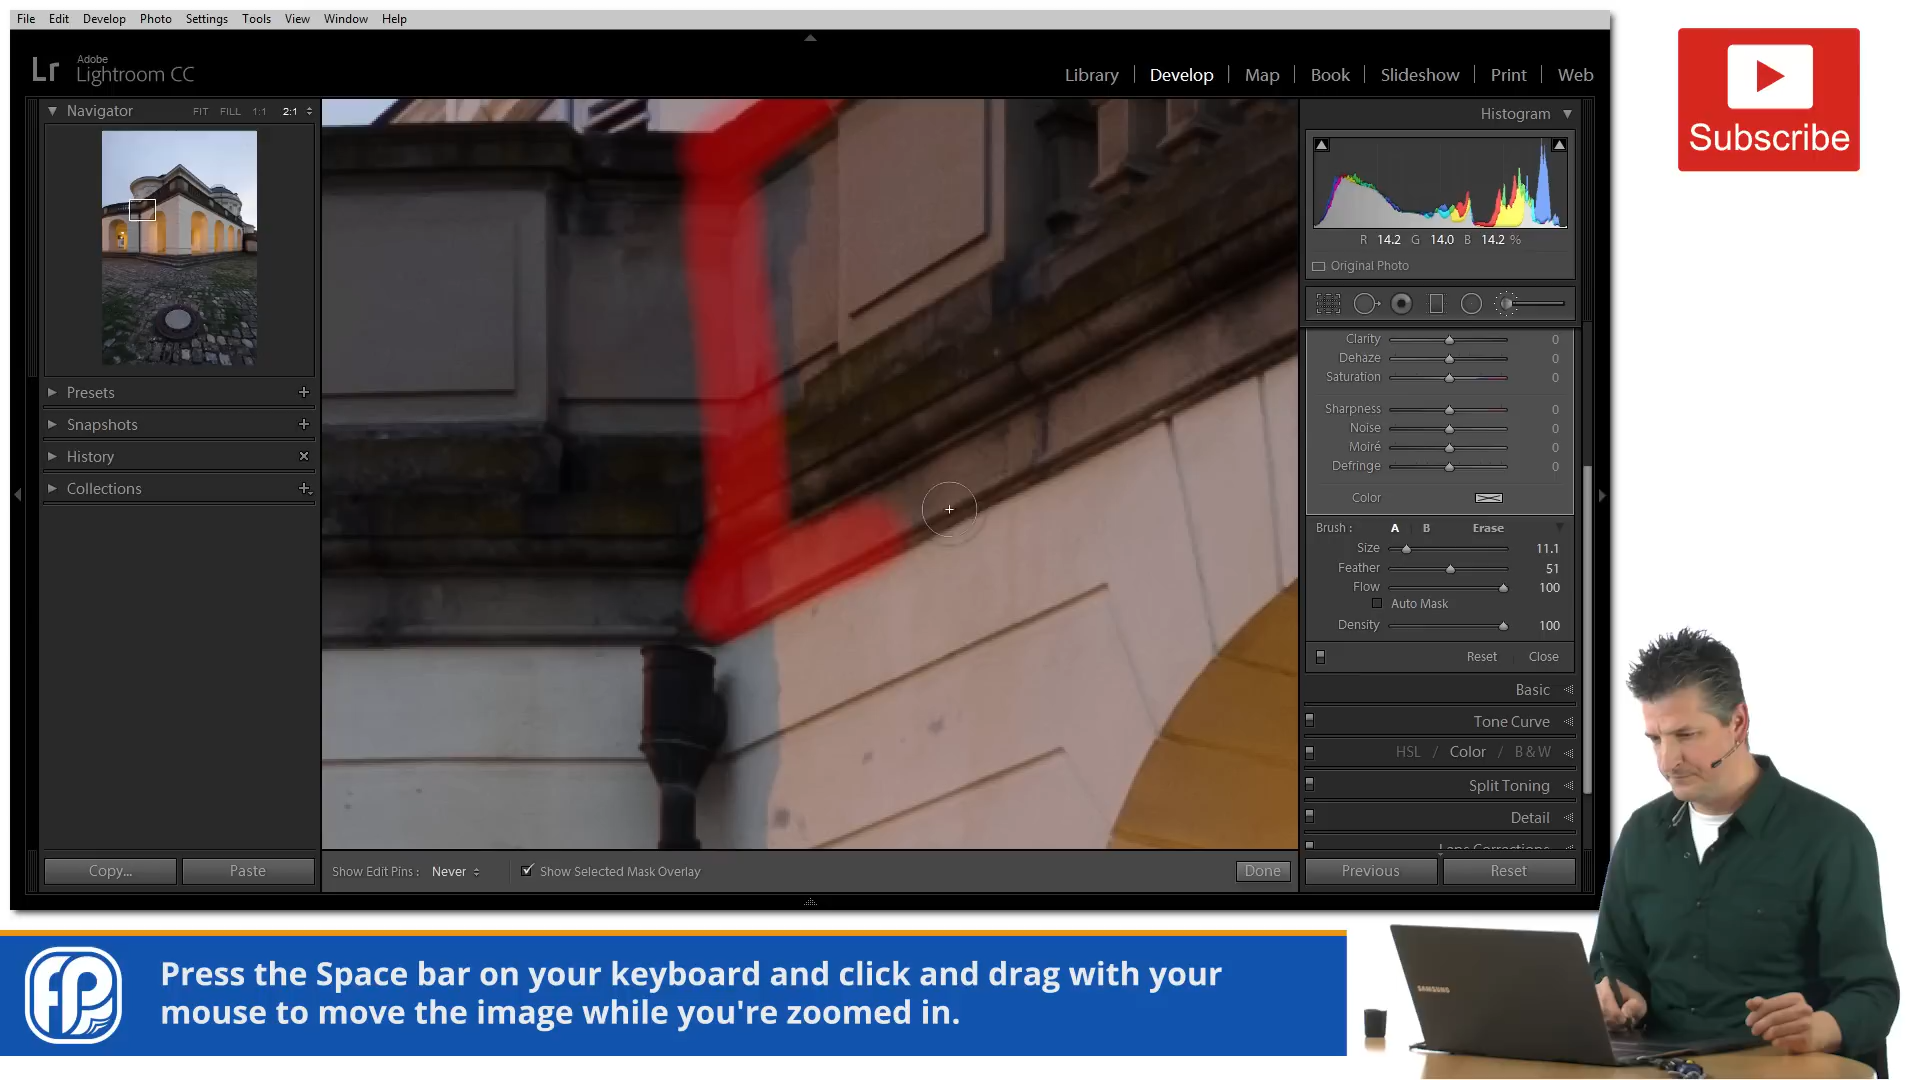 File Edit Develop Photo Settings Tools View Window Help
Lr Adobe
Lightroom CC
Library Develop Map Book Slideshow Print Web
Navigator FIT FILL 1:1 2:1
Presets
Snapshots
History
Collections
Copy... Paste
Show Edit Pins : Never Show Selected Mask Overlay Done
Histogram
R 14.2 G 14.0 B 14.2 %
Original Photo
Clarity 0
Dehaze 0
Saturation 0
Sharpness 0
Noise 0
Moiré 0
Defringe 0
Color
Brush : A B Erase
Size 11.1
Feather 51
Flow 100
Auto Mask
Density 100
Reset Close
Basic
Tone Curve
HSL / Color / B & W
Split Toning
Detail
Lens Corrections
Previous Reset
Subscribe
FP
Press the Space bar on your keyboard and click and drag with your
mouse to move the image while you're zoomed in.
SAMSUNG